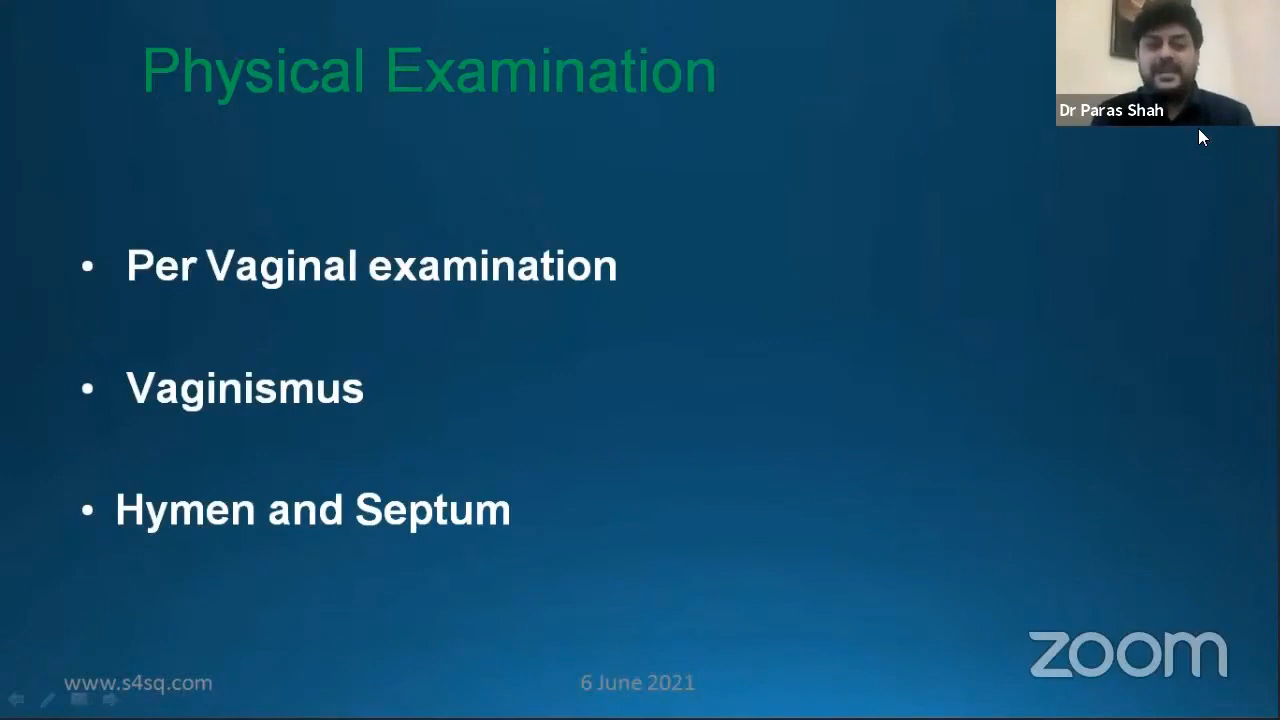 Physical Examination
Dr Paras Shah
• Per Vaginal examination
• Vaginismus
• Hymen and Septum
zoom
www.s4sq.com
6 June 2021